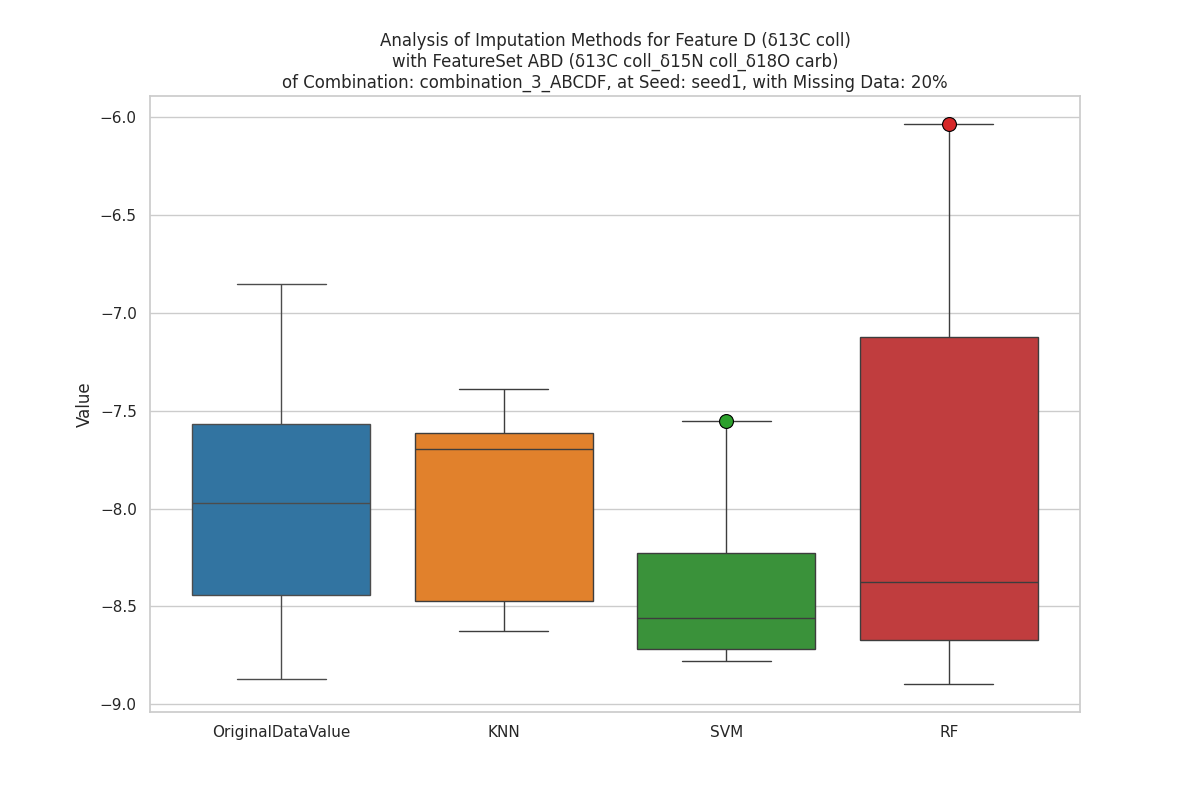 Analysis of Imputation Methods for Feature D (δ13C coll)
with FeatureSet ABD (δ13C coll_δ15N coll_δ18O carb)
of Combination: combination_3_ABCDF, at Seed: seed1, with Missing Data: 20%
−6.0
−6.5
−7.0
−7.5
−8.0
−8.5
−9.0
Value
OriginalDataValue
KNN
SVM
RF